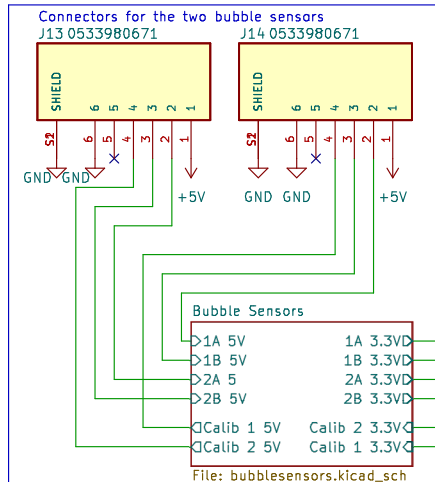 Connectors for the two bubble sensors
J13 0533980671 J14 0533980671
SHIELD 6 5 4 3 2 1 SHIELD 6 5 4 3 2 1
6 5 4 3 2 1 6 5 4 3 2 1
GND GND +5V GND GND +5V
Bubble Sensors
1A 5V 1A 3.3V
1B 5V 1B 3.3V
2A 5 2A 3.3V
2B 5V 2B 3.3V
Calib 1 5V Calib 2 3.3V
Calib 2 5V Calib 1 3.3V
File: bubblesensors.kicad_sch